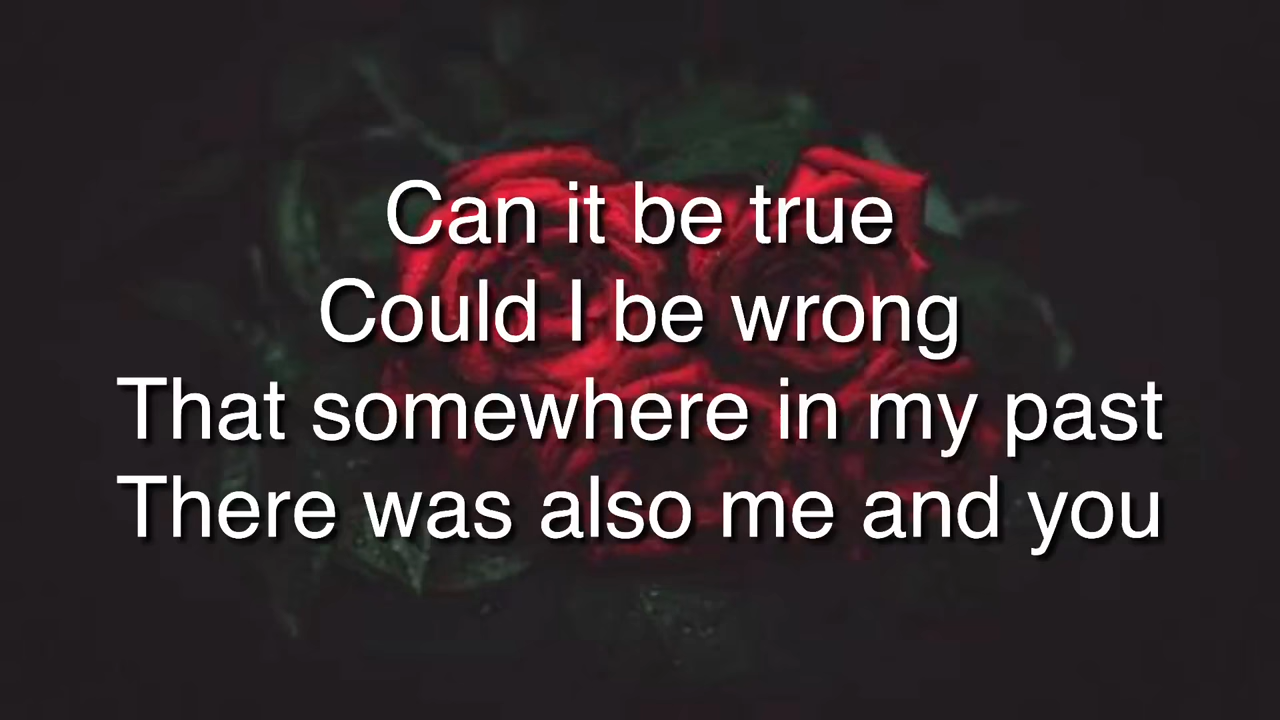 Can it be true
Could I be wrong
That somewhere in my past
There was also me and you